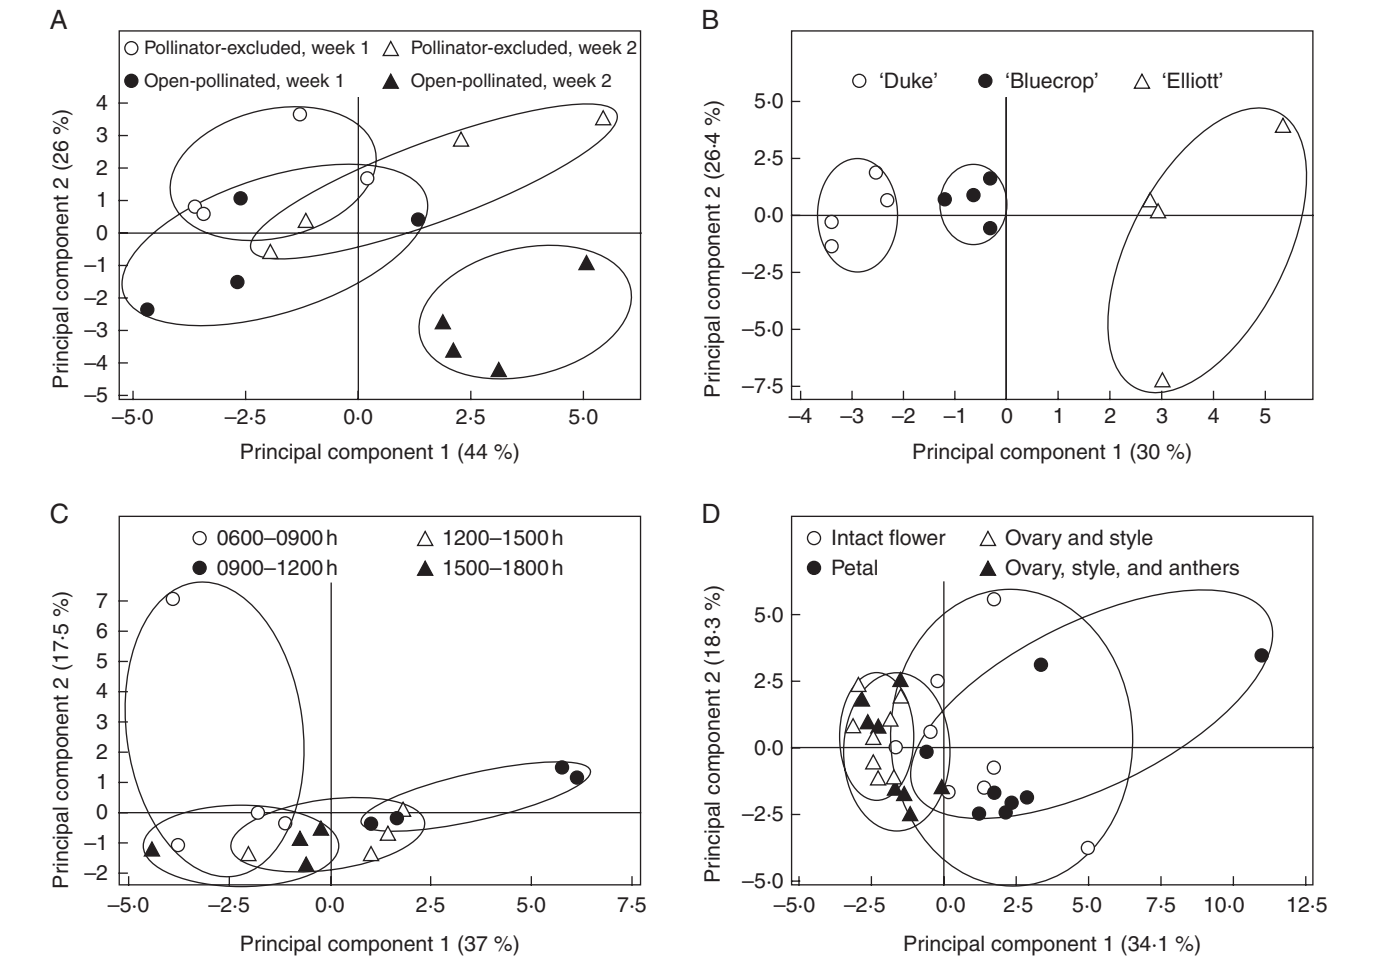 A
Pollinator-excluded, week 1
Pollinator-excluded, week 2
Open-pollinated, week 1
Open-pollinated, week 2
Principal component 2 (26 %)
4
3
2
1
0
–1
–2
–3
–4
–5
–5·0
–2·5
0·0
2·5
5·0
Principal component 1 (44 %)
B
‘Duke’
‘Bluecrop’
‘Elliott’
Principal component 2 (26·4 %)
5·0
2·5
0·0
–2·5
–5·0
–7·5
–4
–3
–2
–1
0
1
2
3
4
5
Principal component 1 (30 %)
C
0600–0900 h
1200–1500 h
0900–1200 h
1500–1800 h
Principal component 2 (17·5 %)
7
6
5
4
3
2
1
0
–1
–2
–5·0
–2·5
0·0
2·5
5·0
7·5
Principal component 1 (37 %)
D
Intact flower
Ovary and style
Petal
Ovary, style, and anthers
Principal component 2 (18·3 %)
5·0
2·5
0·0
–2·5
–5·0
–5·0
–2·5
0·0
2·5
5·0
7·5
10·0
12·5
Principal component 1 (34·1 %)